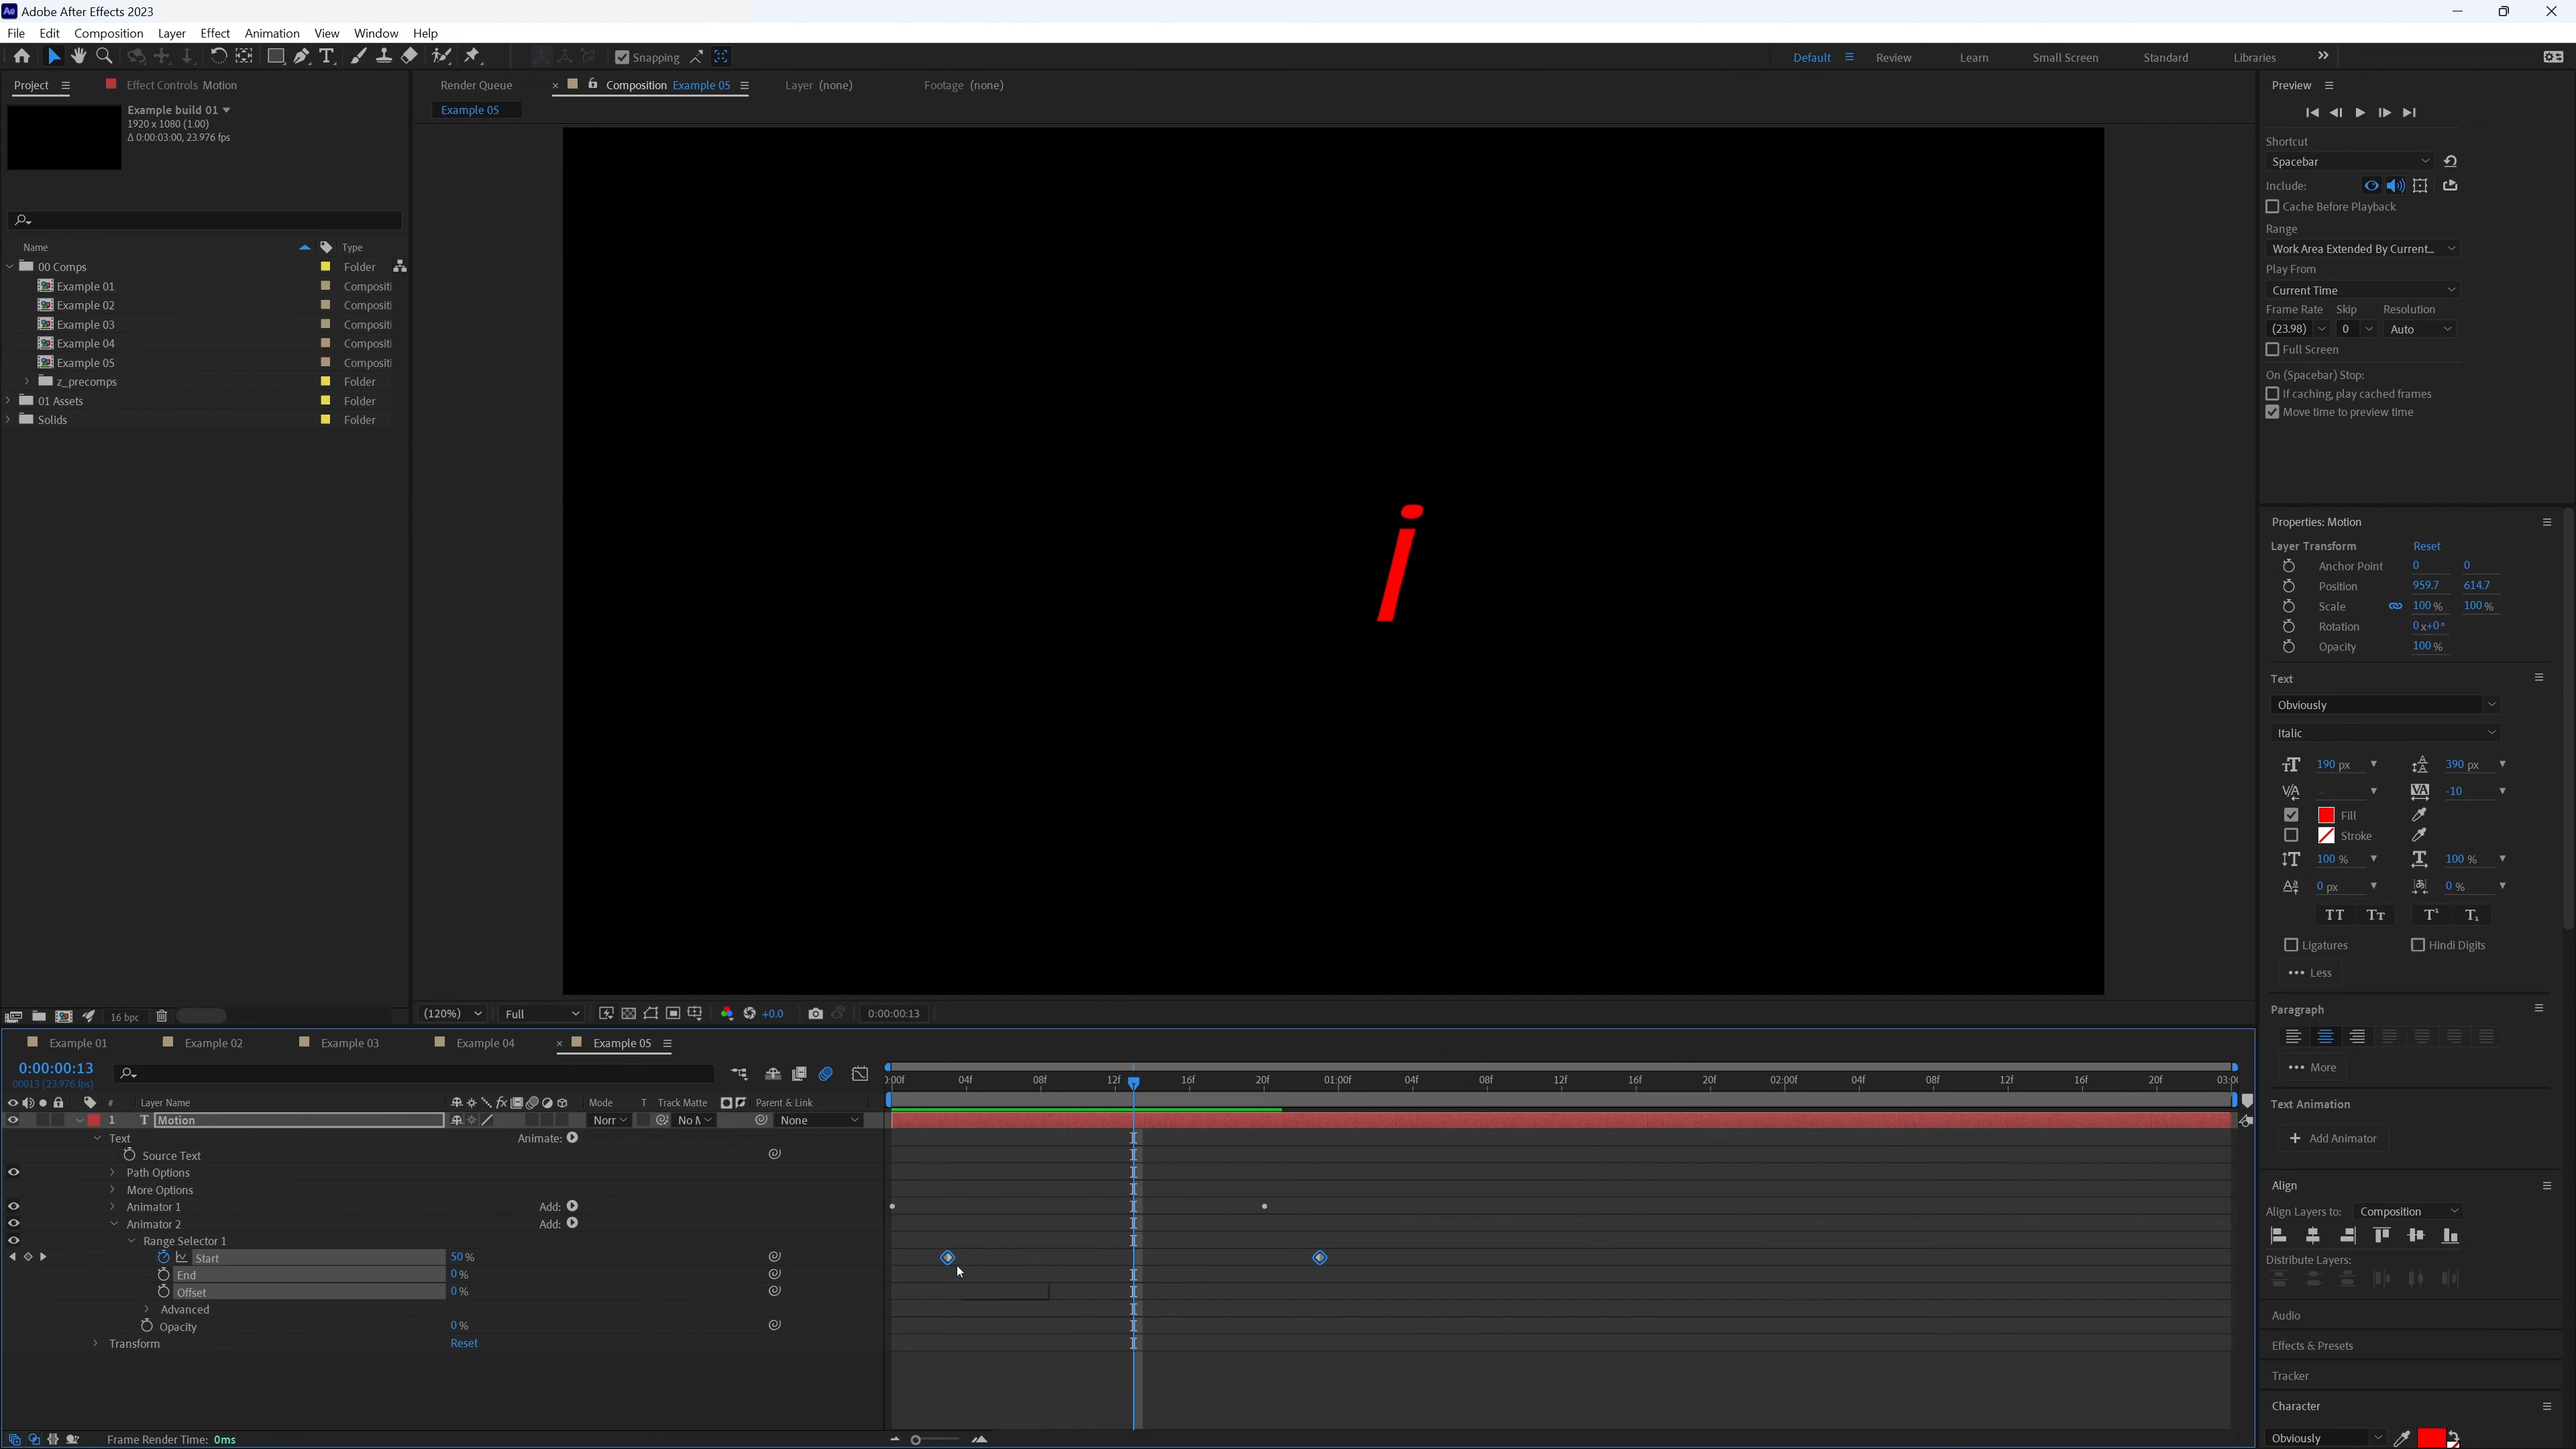 Ae Adobe After Effects 2023
File Edit Composition Layer Effect Animation View Window Help
Snapping
Default Review Learn Small Screen Standard Libraries
Project Effect Controls Motion
Render Queue Composition Example 05 Layer (none) Footage (none)
Example 05
Example build 01
1920 x 1080 (1.00)
Δ 0:00:03:00, 23.976 fps
Name Type
00 Comps Folder
Example 01 Compositi
Example 02 Compositi
Example 03 Compositi
Example 04 Compositi
Example 05 Compositi
z_precomps Folder
01 Assets Folder
Solids Folder
i
Preview
Shortcut
Spacebar
Include:
Cache Before Playback
Range
Work Area Extended By Current...
Play From
Current Time
Frame Rate Skip Resolution
(23.98) 0 Auto
Full Screen
On (Spacebar) Stop:
If caching, play cached frames
Move time to preview time
Properties: Motion
Layer Transform Reset
Anchor Point 0 0
Position 959.7 614.7
Scale 100 % 100 %
Rotation 0x+0°
Opacity 100 %
Text
Obviously
Italic
190 px 390 px
-10
Fill
Stroke
100 % 100 %
0 px 0 %
TT Tт T¹ T₁
Ligatures Hindi Digits
Less
Paragraph
More
Text Animation
+ Add Animator
Align
Align Layers to: Composition
Distribute Layers:
Audio
Effects & Presets
Tracker
Character
Obviously
16 bpc
(120%) Full +0.0 0:00:00:13
Example 01 Example 02 Example 03 Example 04 Example 05
0:00:00:13
00013 (23.976 fps)
0:00f 04f 08f 12f 16f 20f 01:00f 04f 08f 12f 16f 20f 02:00f 04f 08f 12f 16f 20f 03:0(
# Layer Name Mode T Track Matte Parent & Link
1 T Motion Norr No M None
Text Animate:
Source Text
Path Options
More Options
Animator 1 Add:
Animator 2 Add:
Range Selector 1
Start 50 %
End 0 %
Offset 0 %
Advanced
Opacity 0 %
Transform Reset
Frame Render Time: 0ms